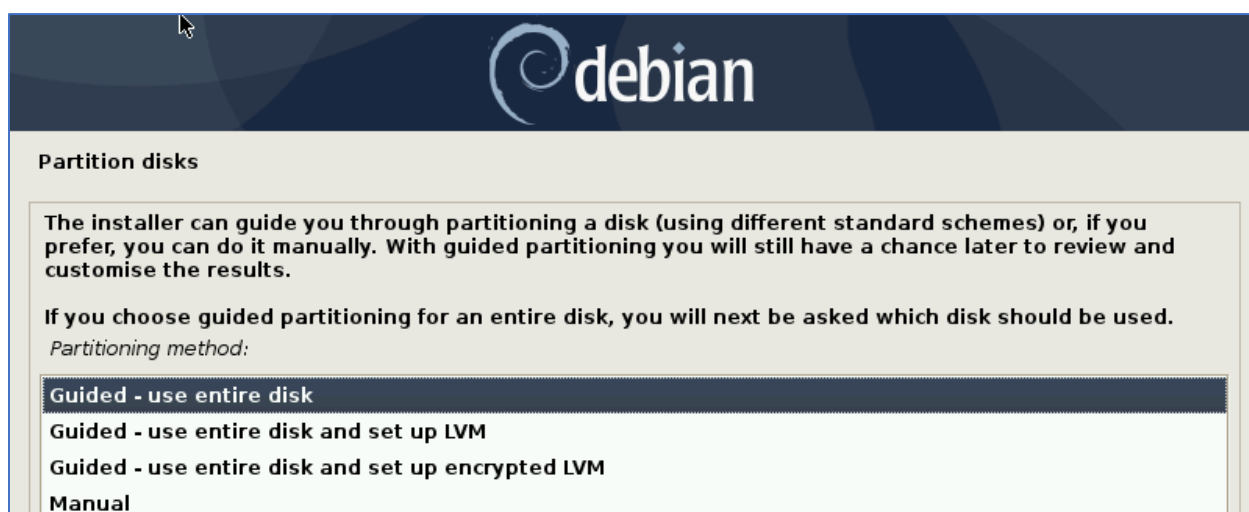 debian
Partition disks
The installer can guide you through partitioning a disk (using different standard schemes) or, if you
prefer, you can do it manually. With guided partitioning you will still have a chance later to review and
customise the results.
If you choose guided partitioning for an entire disk, you will next be asked which disk should be used.
Partitioning method:
Guided - use entire disk
Guided - use entire disk and set up LVM
Guided - use entire disk and set up encrypted LVM
Manual